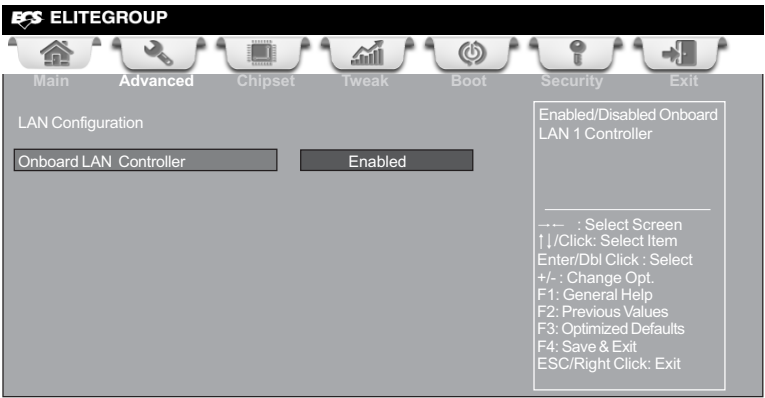 ECS ELITEGROUP
Main Advanced Chipset Tweak Boot Security Exit
LAN Configuration
Onboard LAN Controller Enabled
Enabled/Disabled Onboard
LAN 1 Controller
→← : Select Screen
↑↓/Click: Select Item
Enter/Dbl Click : Select
+/- : Change Opt.
F1: General Help
F2: Previous Values
F3: Optimized Defaults
F4: Save & Exit
ESC/Right Click: Exit